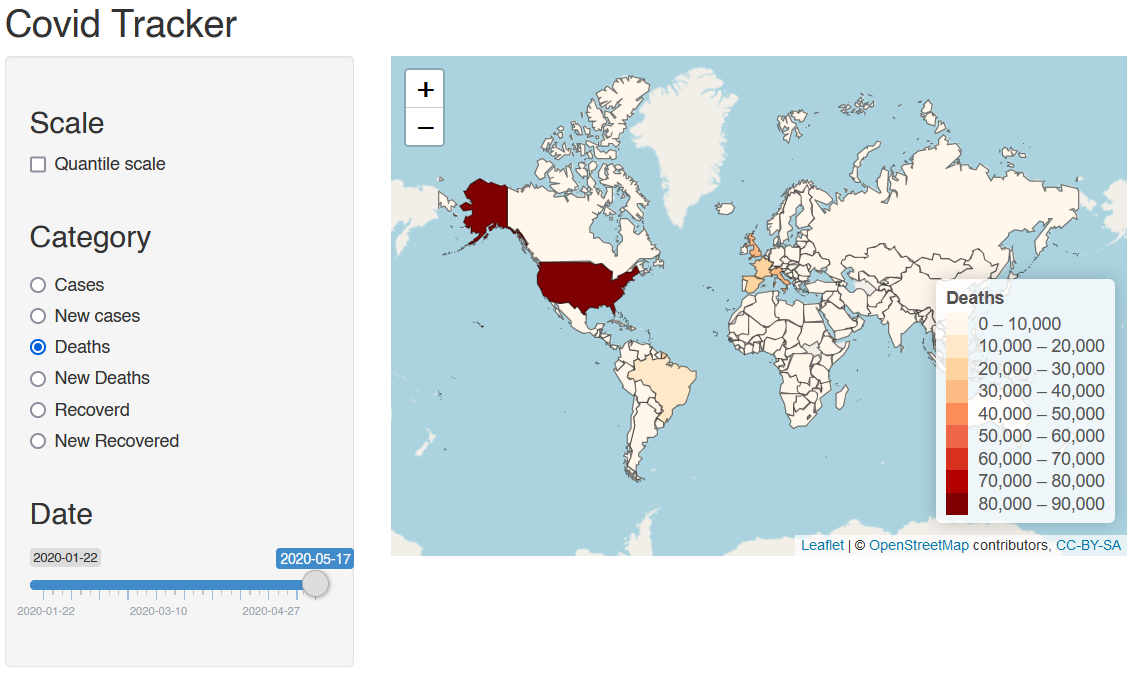 Covid Tracker
Scale
Quantile scale
Category
Cases
New cases
Deaths
New Deaths
Recoverd
New Recovered
Date
2020-01-22
2020-05-17
2020-01-22
2020-03-10
2020-04-27
+
−
Deaths
0 – 10,000
10,000 – 20,000
20,000 – 30,000
30,000 – 40,000
40,000 – 50,000
50,000 – 60,000
60,000 – 70,000
70,000 – 80,000
80,000 – 90,000
Leaflet | © OpenStreetMap contributors, CC-BY-SA